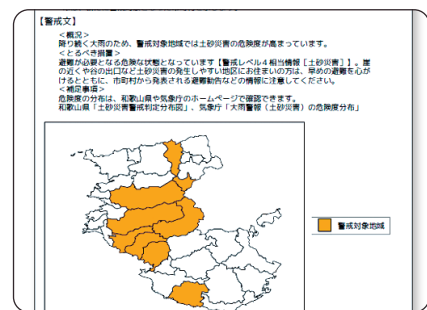 【警戒文】
＜概況＞
降り続く大雨のため、警戒対象地域では土砂災害の危険度が高まっています。
＜とるべき措置＞
避難が必要となる危険な状態となっています【警戒レベル４相当情報［土砂災害］】。崖
の近くや谷の出口など土砂災害の発生しやすい地区にお住まいの方は、早めの避難を心が
けるとともに、市町村から発表される避難勧告などの情報に注意してください。
＜補足事項＞
危険度の分布は、和歌山県や気象庁のホームページで確認できます。
和歌山県「土砂災害警戒判定分布図」、気象庁「大雨警報（土砂災害）の危険度分布」
警戒対象地域